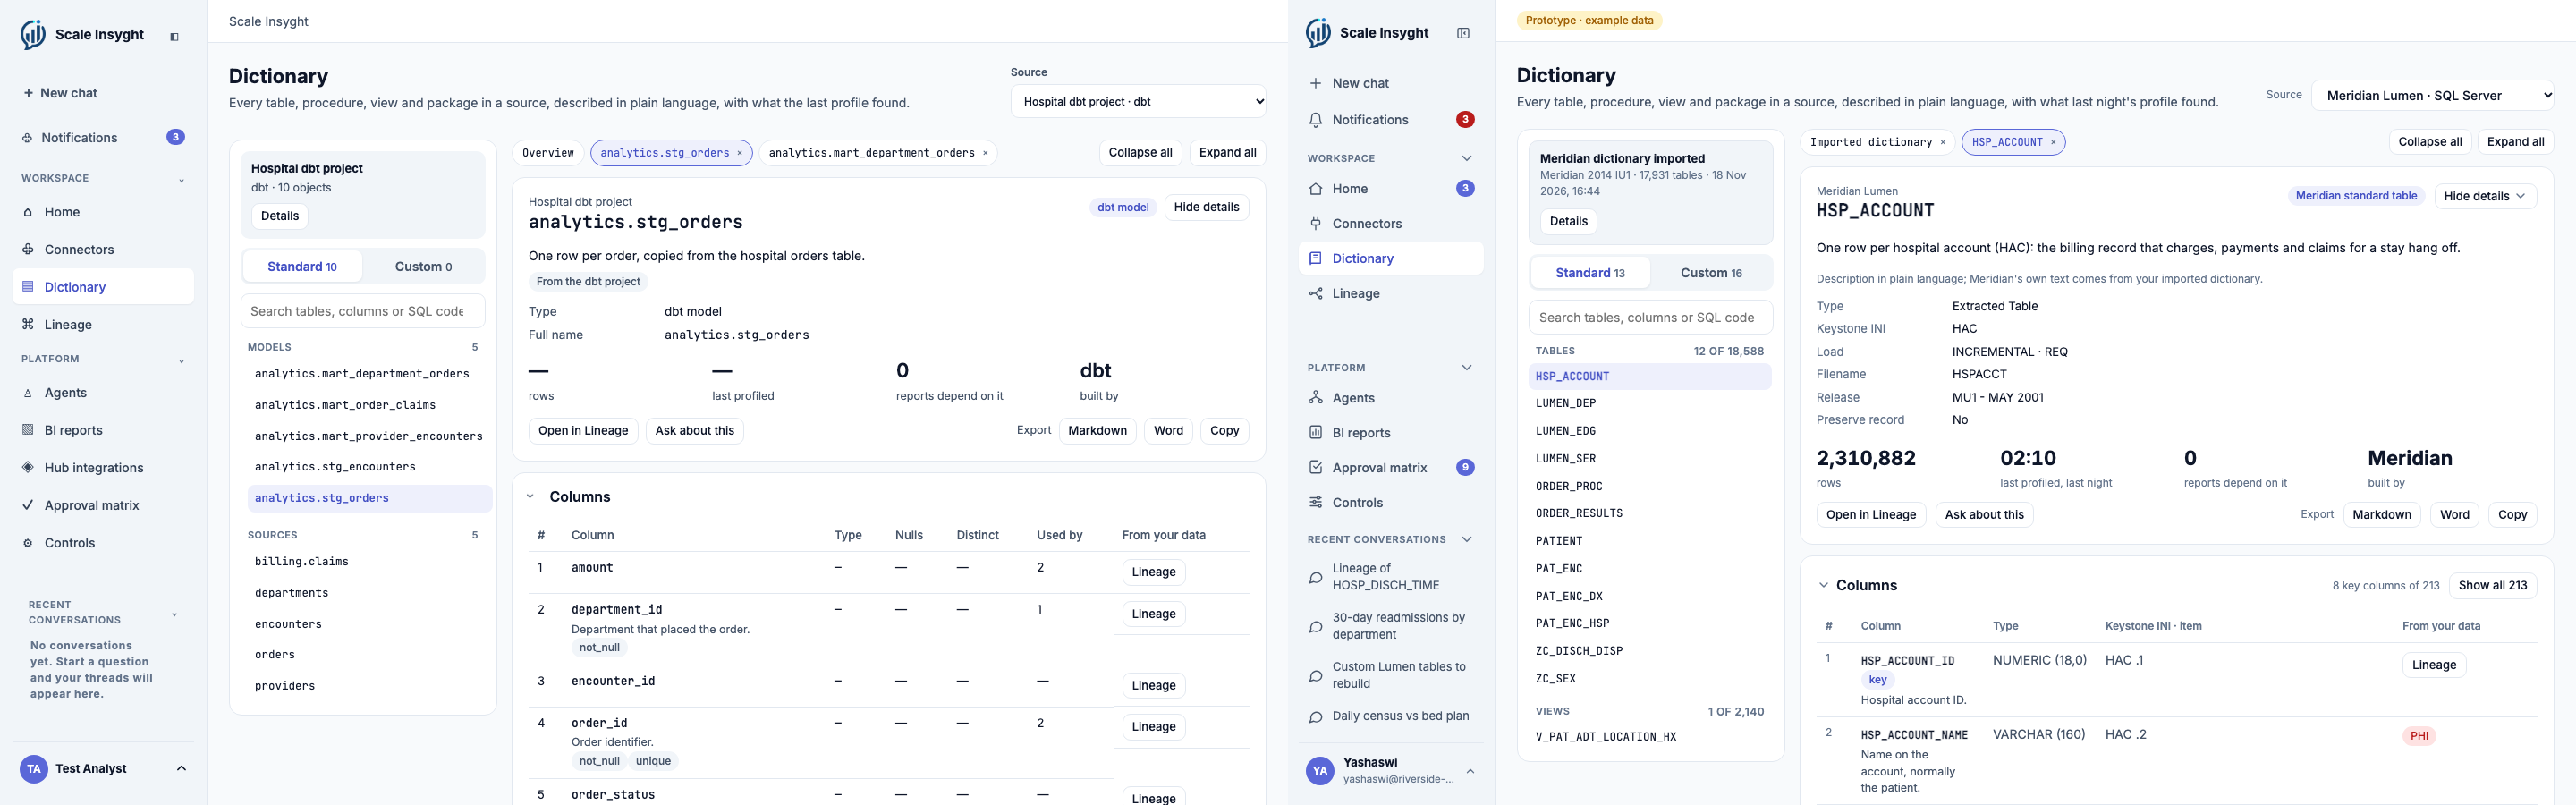 Scale Insyght
+ New chat
Notifications 3
WORKSPACE
Home
Connectors
Dictionary
Lineage
PLATFORM
Agents
BI reports
Hub integrations
Approval matrix
Controls
RECENT
CONVERSATIONS
No conversations
yet. Start a question
and your threads will
appear here.
TA Test Analyst
Scale Insyght
Dictionary
Every table, procedure, view and package in a source, described in plain language, with what the last profile found.
Source
Hospital dbt project · dbt
Hospital dbt project
dbt · 10 objects
Details
Standard 10 Custom 0
Search tables, columns or SQL code
MODELS 5
analytics.mart_department_orders
analytics.mart_order_claims
analytics.mart_provider_encounters
analytics.stg_encounters
analytics.stg_orders
SOURCES 5
billing.claims
departments
encounters
orders
providers
Overview analytics.stg_orders × analytics.mart_department_orders × Collapse all Expand all
Hospital dbt project
analytics.stg_orders
dbt model Hide details
One row per order, copied from the hospital orders table.
From the dbt project
Type dbt model
Full name analytics.stg_orders
— — 0 dbt
rows last profiled reports depend on it built by
Open in Lineage Ask about this Export Markdown Word Copy
Columns
# Column Type Nulls Distinct Used by From your data
1 amount — — — 2 Lineage
2 department_id — — — 1 Lineage
Department that placed the order.
not_null
3 encounter_id — — — — Lineage
4 order_id — — — 2 Lineage
Order identifier.
not_null unique
5 order_status — — — — Lineage
Scale Insyght
+ New chat
Notifications 3
WORKSPACE
Home 3
Connectors
Dictionary
Lineage
PLATFORM
Agents
BI reports
Approval matrix 9
Controls
RECENT CONVERSATIONS
Lineage of
HOSP_DISCH_TIME
30-day readmissions by
department
Custom Lumen tables to
rebuild
Daily census vs bed plan
YA Yashaswi
yashaswi@riverside-...
Prototype · example data
Dictionary
Every table, procedure, view and package in a source, described in plain language, with what last night's profile found.
Source Meridian Lumen · SQL Server
Meridian dictionary imported
Meridian 2014 IU1 · 17,931 tables · 18 Nov
2026, 16:44
Details
Standard 13 Custom 16
Search tables, columns or SQL code
TABLES 12 OF 18,588
HSP_ACCOUNT
LUMEN_DEP
LUMEN_EDG
LUMEN_SER
ORDER_PROC
ORDER_RESULTS
PATIENT
PAT_ENC
PAT_ENC_DX
PAT_ENC_HSP
ZC_DISCH_DISP
ZC_SEX
VIEWS 1 OF 2,140
V_PAT_ADT_LOCATION_HX
Imported dictionary × HSP_ACCOUNT × Collapse all Expand all
Meridian Lumen
HSP_ACCOUNT
Meridian standard table Hide details
One row per hospital account (HAC): the billing record that charges, payments and claims for a stay hang off.
Description in plain language; Meridian's own text comes from your imported dictionary.
Type Extracted Table
Keystone INI HAC
Load INCREMENTAL · REQ
Filename HSPACCT
Release MU1 - MAY 2001
Preserve record No
2,310,882 02:10 0 Meridian
rows last profiled, last night reports depend on it built by
Open in Lineage Ask about this Export Markdown Word Copy
Columns 8 key columns of 213 Show all 213
# Column Type Keystone INI · item From your data
1 HSP_ACCOUNT_ID NUMERIC (18,0) HAC .1 Lineage
key
Hospital account ID.
2 HSP_ACCOUNT_NAME VARCHAR (160) HAC .2 PHI
Name on the
account, normally
the patient.